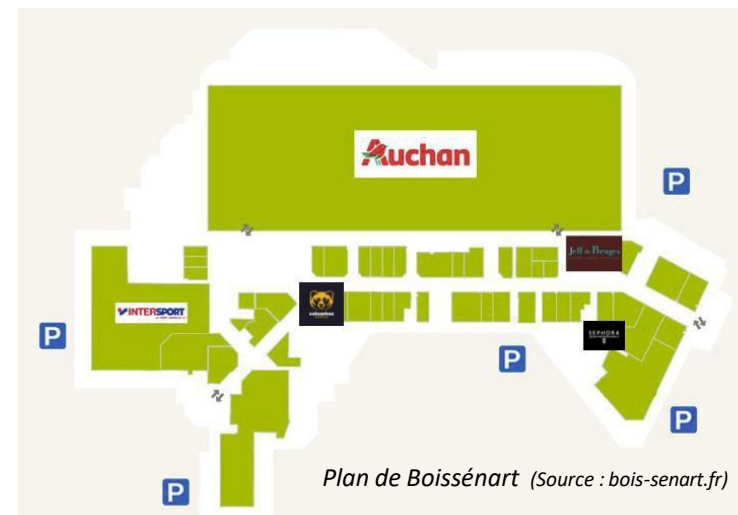 Auchan
P
Jeff de Bruges
INTERSPORT
P
SEPHORA
P
P
P
Plan de Boissénart (Source : bois-senart.fr)